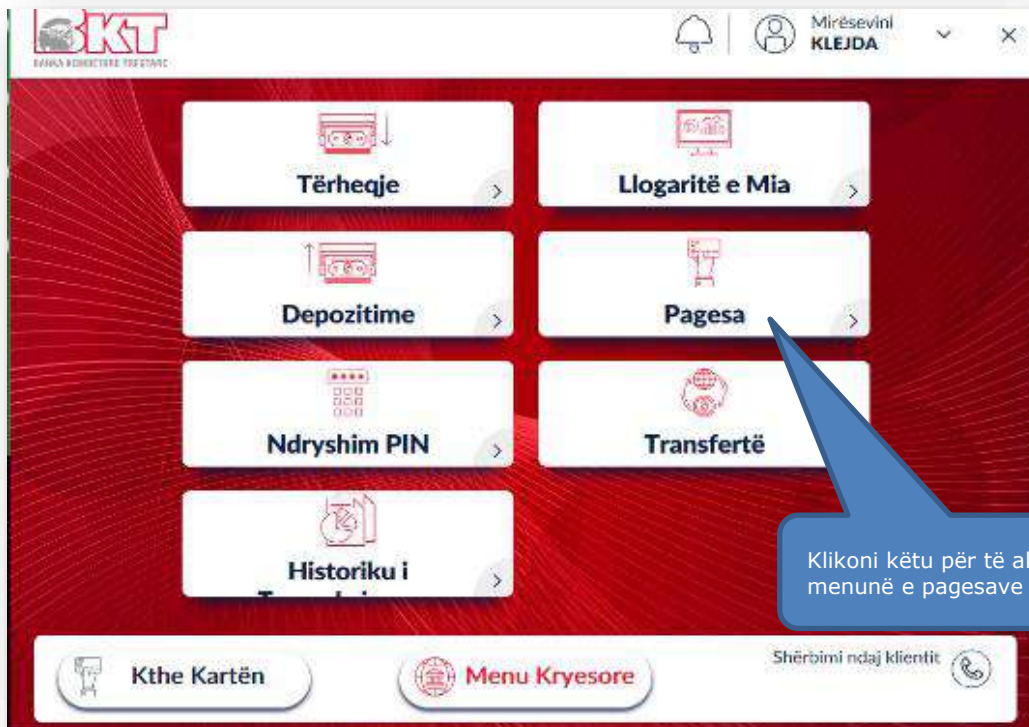 BKT
BANKA KOMBETARE TREGTARE
Mirësevini
KLEJDA
Tërheqje
Llogaritë e Mia
Depozitime
Pagesa
Ndryshim PIN
Transfertë
Historiku i
Klikoni këtu për të
menunë e pagesave
Kthe Kartën
Menu Kryesore
Shërbimi ndaj klientit